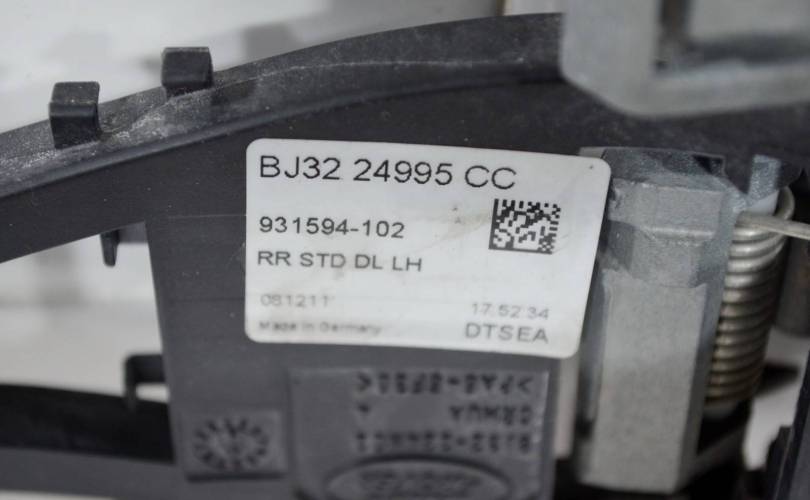 BJ32 24995 CC
931594-102
RR STD DL LH
081211 17:52:34
Made in Germany DTSEA